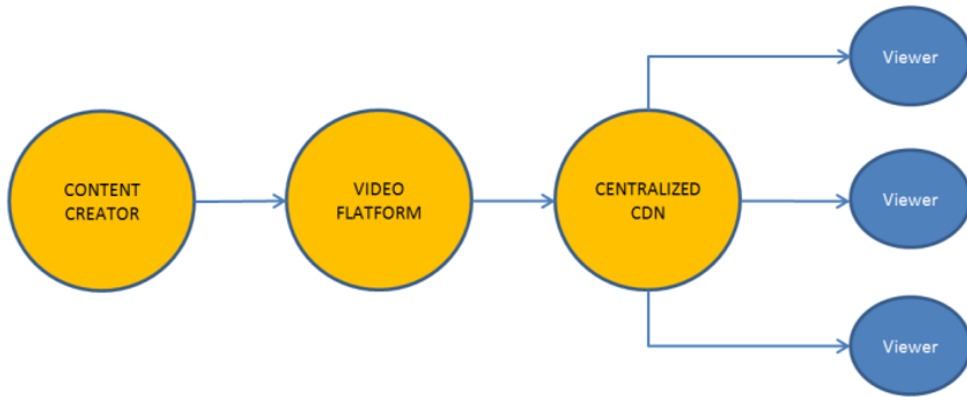 CONTENT
CREATOR
VIDEO
FLATFORM
CENTRALIZED
CDN
Viewer
Viewer
Viewer